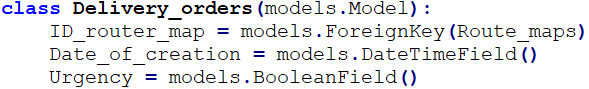 class Delivery_orders(models.Model):
    ID_router_map = models.ForeignKey(Route_maps)
    Date_of_creation = models.DateTimeField()
    Urgency = models.BooleanField()